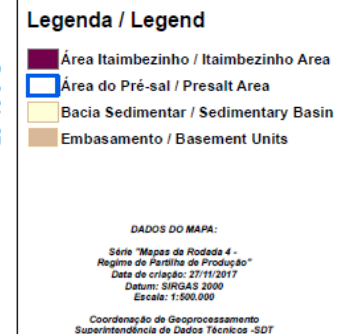 Legenda / Legend
Área Itaimbezinho / Itaimbezinho Area
Área do Pré-sal / Presalt Area
Bacia Sedimentar / Sedimentary Basin
Embasamento / Basement Units
DADOS DO MAPA:
Série "Mapas da Rodada 4 -
Regime de Partilha de Produção"
Data de criação: 27/11/2017
Datum: SIRGAS 2000
Escala: 1:500.000
Coordenação de Geoprocessamento
Superintendência de Dados Técnicos -SDT